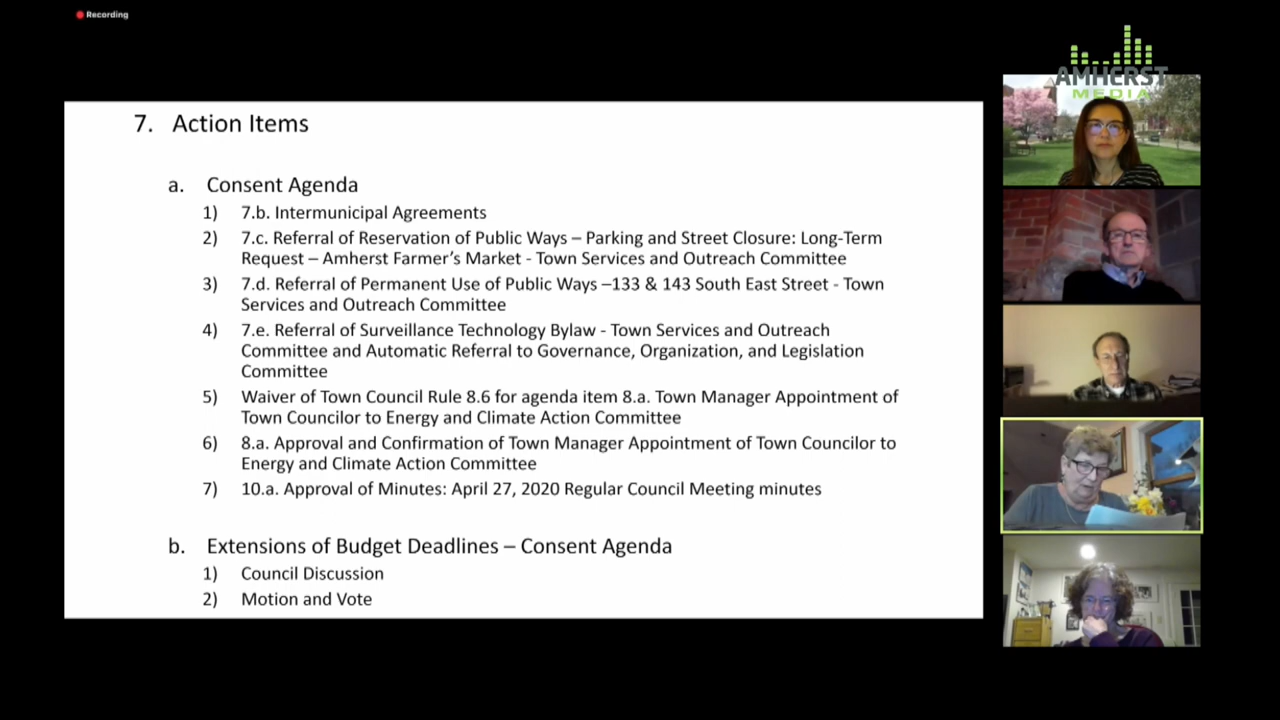 Recording
AMHERST
MEDIA
7. Action Items
a. Consent Agenda
1) 7.b. Intermunicipal Agreements
2) 7.c. Referral of Reservation of Public Ways – Parking and Street Closure: Long-Term
Request – Amherst Farmer’s Market - Town Services and Outreach Committee
3) 7.d. Referral of Permanent Use of Public Ways –133 & 143 South East Street - Town
Services and Outreach Committee
4) 7.e. Referral of Surveillance Technology Bylaw - Town Services and Outreach
Committee and Automatic Referral to Governance, Organization, and Legislation
Committee
5) Waiver of Town Council Rule 8.6 for agenda item 8.a. Town Manager Appointment of
Town Councilor to Energy and Climate Action Committee
6) 8.a. Approval and Confirmation of Town Manager Appointment of Town Councilor to
Energy and Climate Action Committee
7) 10.a. Approval of Minutes: April 27, 2020 Regular Council Meeting minutes
b. Extensions of Budget Deadlines – Consent Agenda
1) Council Discussion
2) Motion and Vote